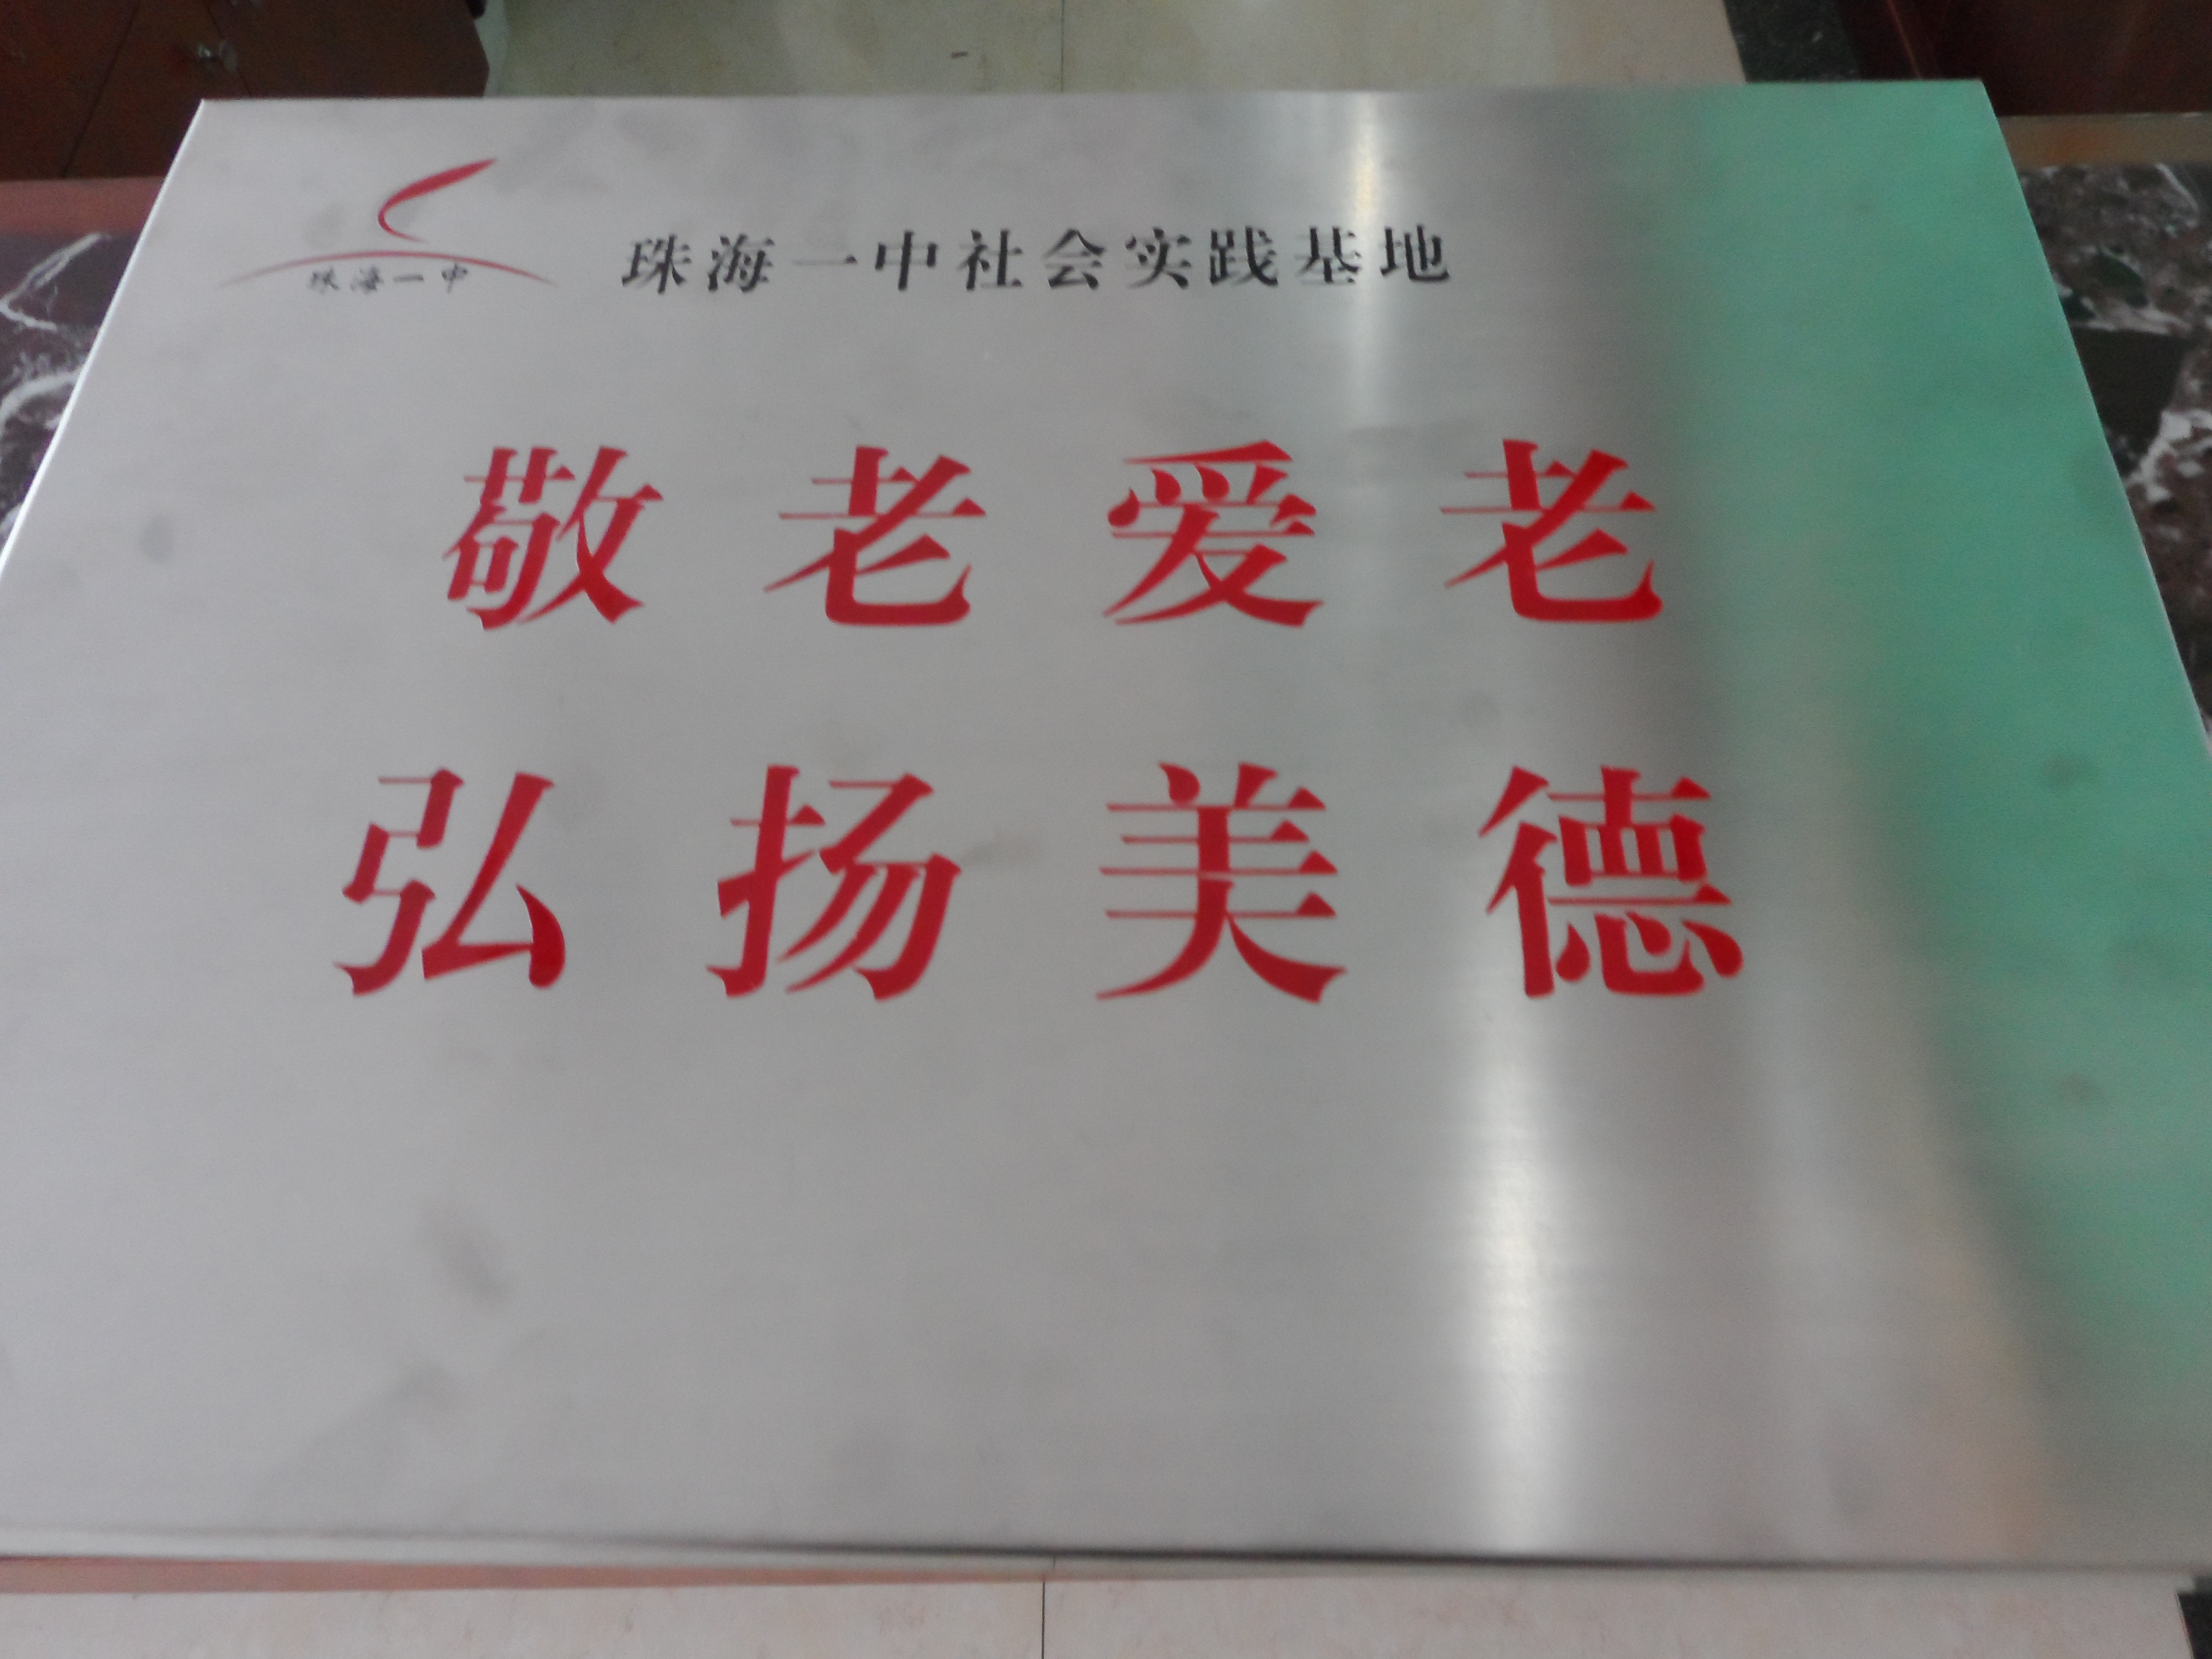 珠海一中
珠海一中社会实践基地
敬老爱老
弘扬美德